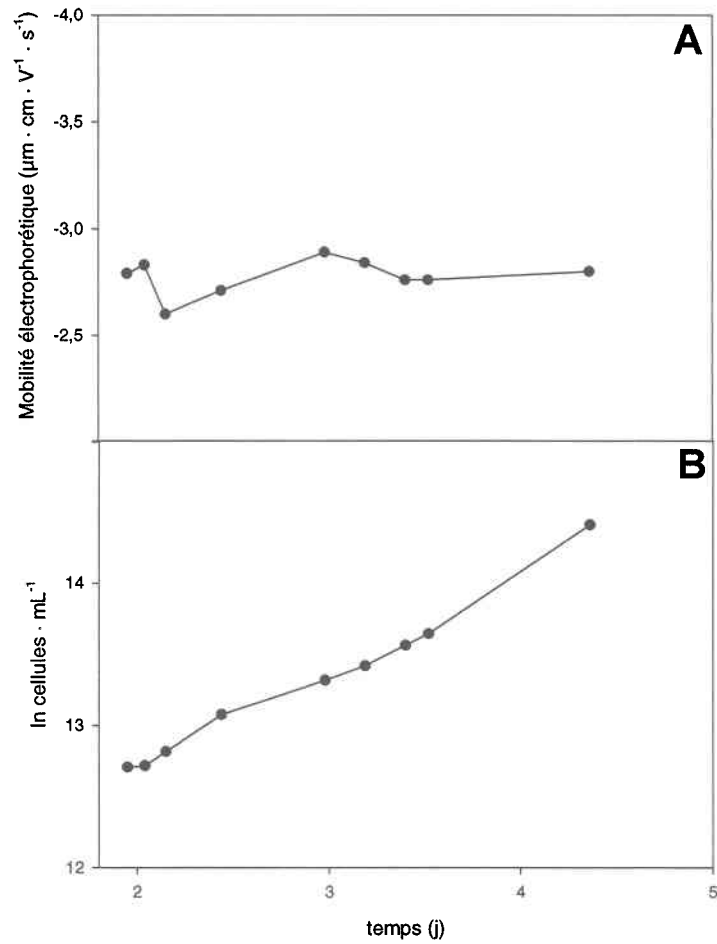 A
Mobilité électrophorétique (µm · cm · V⁻¹ · s⁻¹)
-4,0
-3,5
-3,0
-2,5
B
ln cellules · mL⁻¹
14
13
12
2 3 4 5
temps (j)